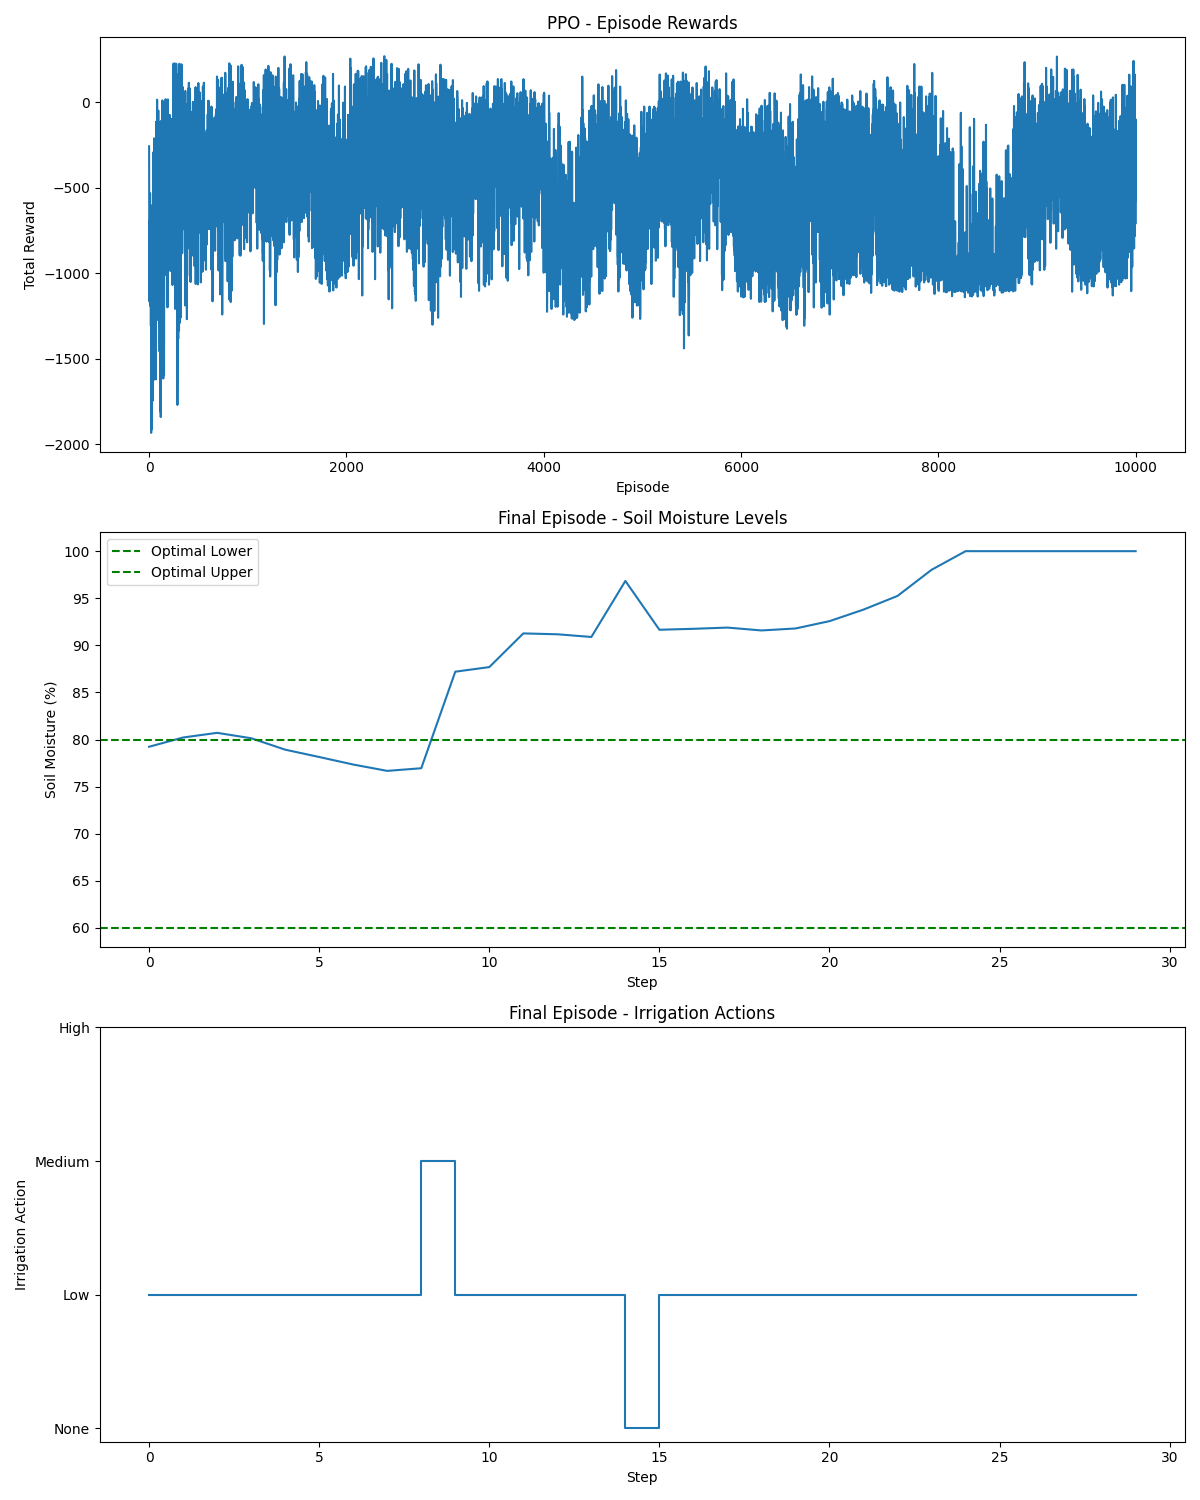 PPO - Episode Rewards
Total Reward
0
−500
−1000
−1500
−2000
0 2000 4000 6000 8000 10000
Episode
Final Episode - Soil Moisture Levels
Optimal Lower
Optimal Upper
Soil Moisture (%)
100
95
90
85
80
75
70
65
60
0 5 10 15 20 25 30
Step
Final Episode - Irrigation Actions
Irrigation Action
High
Medium
Low
None
0 5 10 15 20 25 30
Step